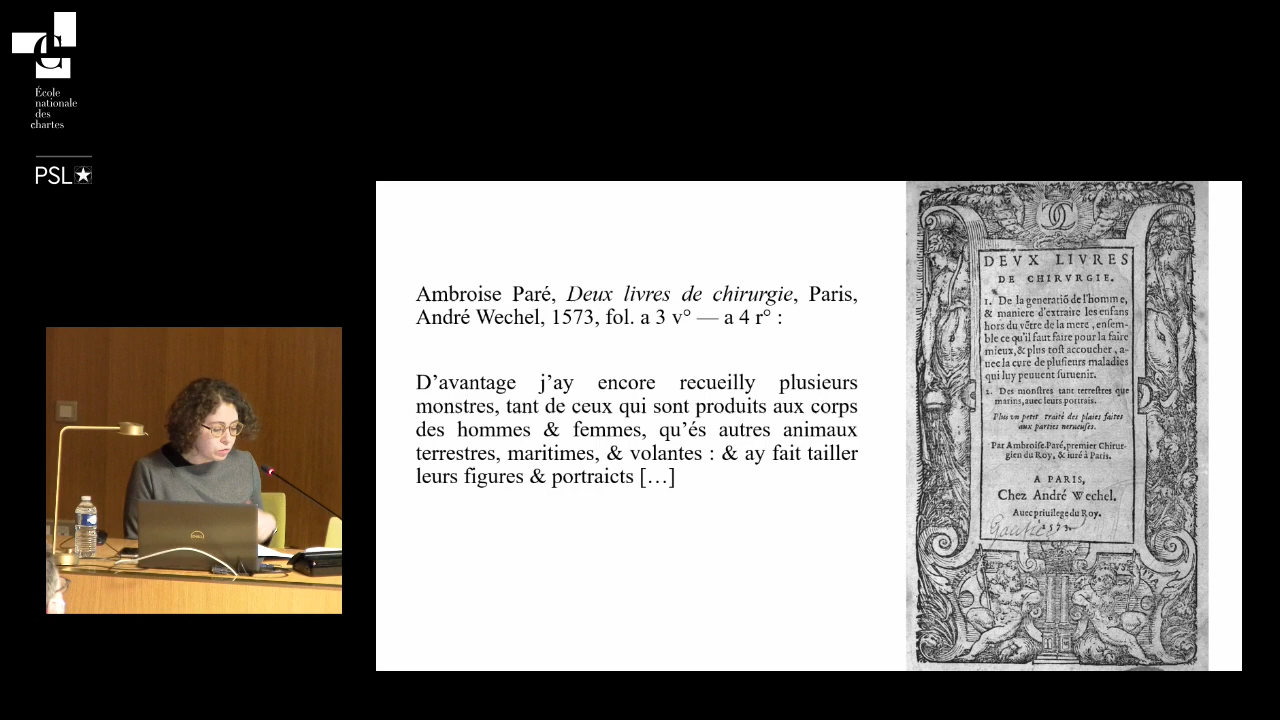 École
nationale
des
chartes
PSL
Ambroise Paré, Deux livres de chirurgie, Paris,
André Wechel, 1573, fol. a 3 v° — a 4 r° :
D’avantage j’ay encore recueilly plusieurs
monstres, tant de ceux qui sont produits aux corps
des hommes & femmes, qu’és autres animaux
terrestres, maritimes, & volantes : & ay fait tailler
leurs figures & portraicts […]
DEVX LIVRES
DE CHIRVRGIE.
1. De la generatiõ de l'homme,
& maniere d'extraire les enfans
hors du vẽtre de la mere, ensem-
ble ce qu'il faut faire pour la faire
mieux, & plus tost accoucher, a-
uec la cure de plusieurs maladies
qui luy peuuent suruenir.
2. Des monstres tant terrestres que
marins, auec leurs portrais.
Plus vn petit traité des plaies faites
aux parties nerueuses.
Par Ambroise Paré, premier Chirur-
gien du Roy, & iuré à Paris.
A PARIS,
Chez André Wechel.
Auec priuilege du Roy.
1573.
DELL